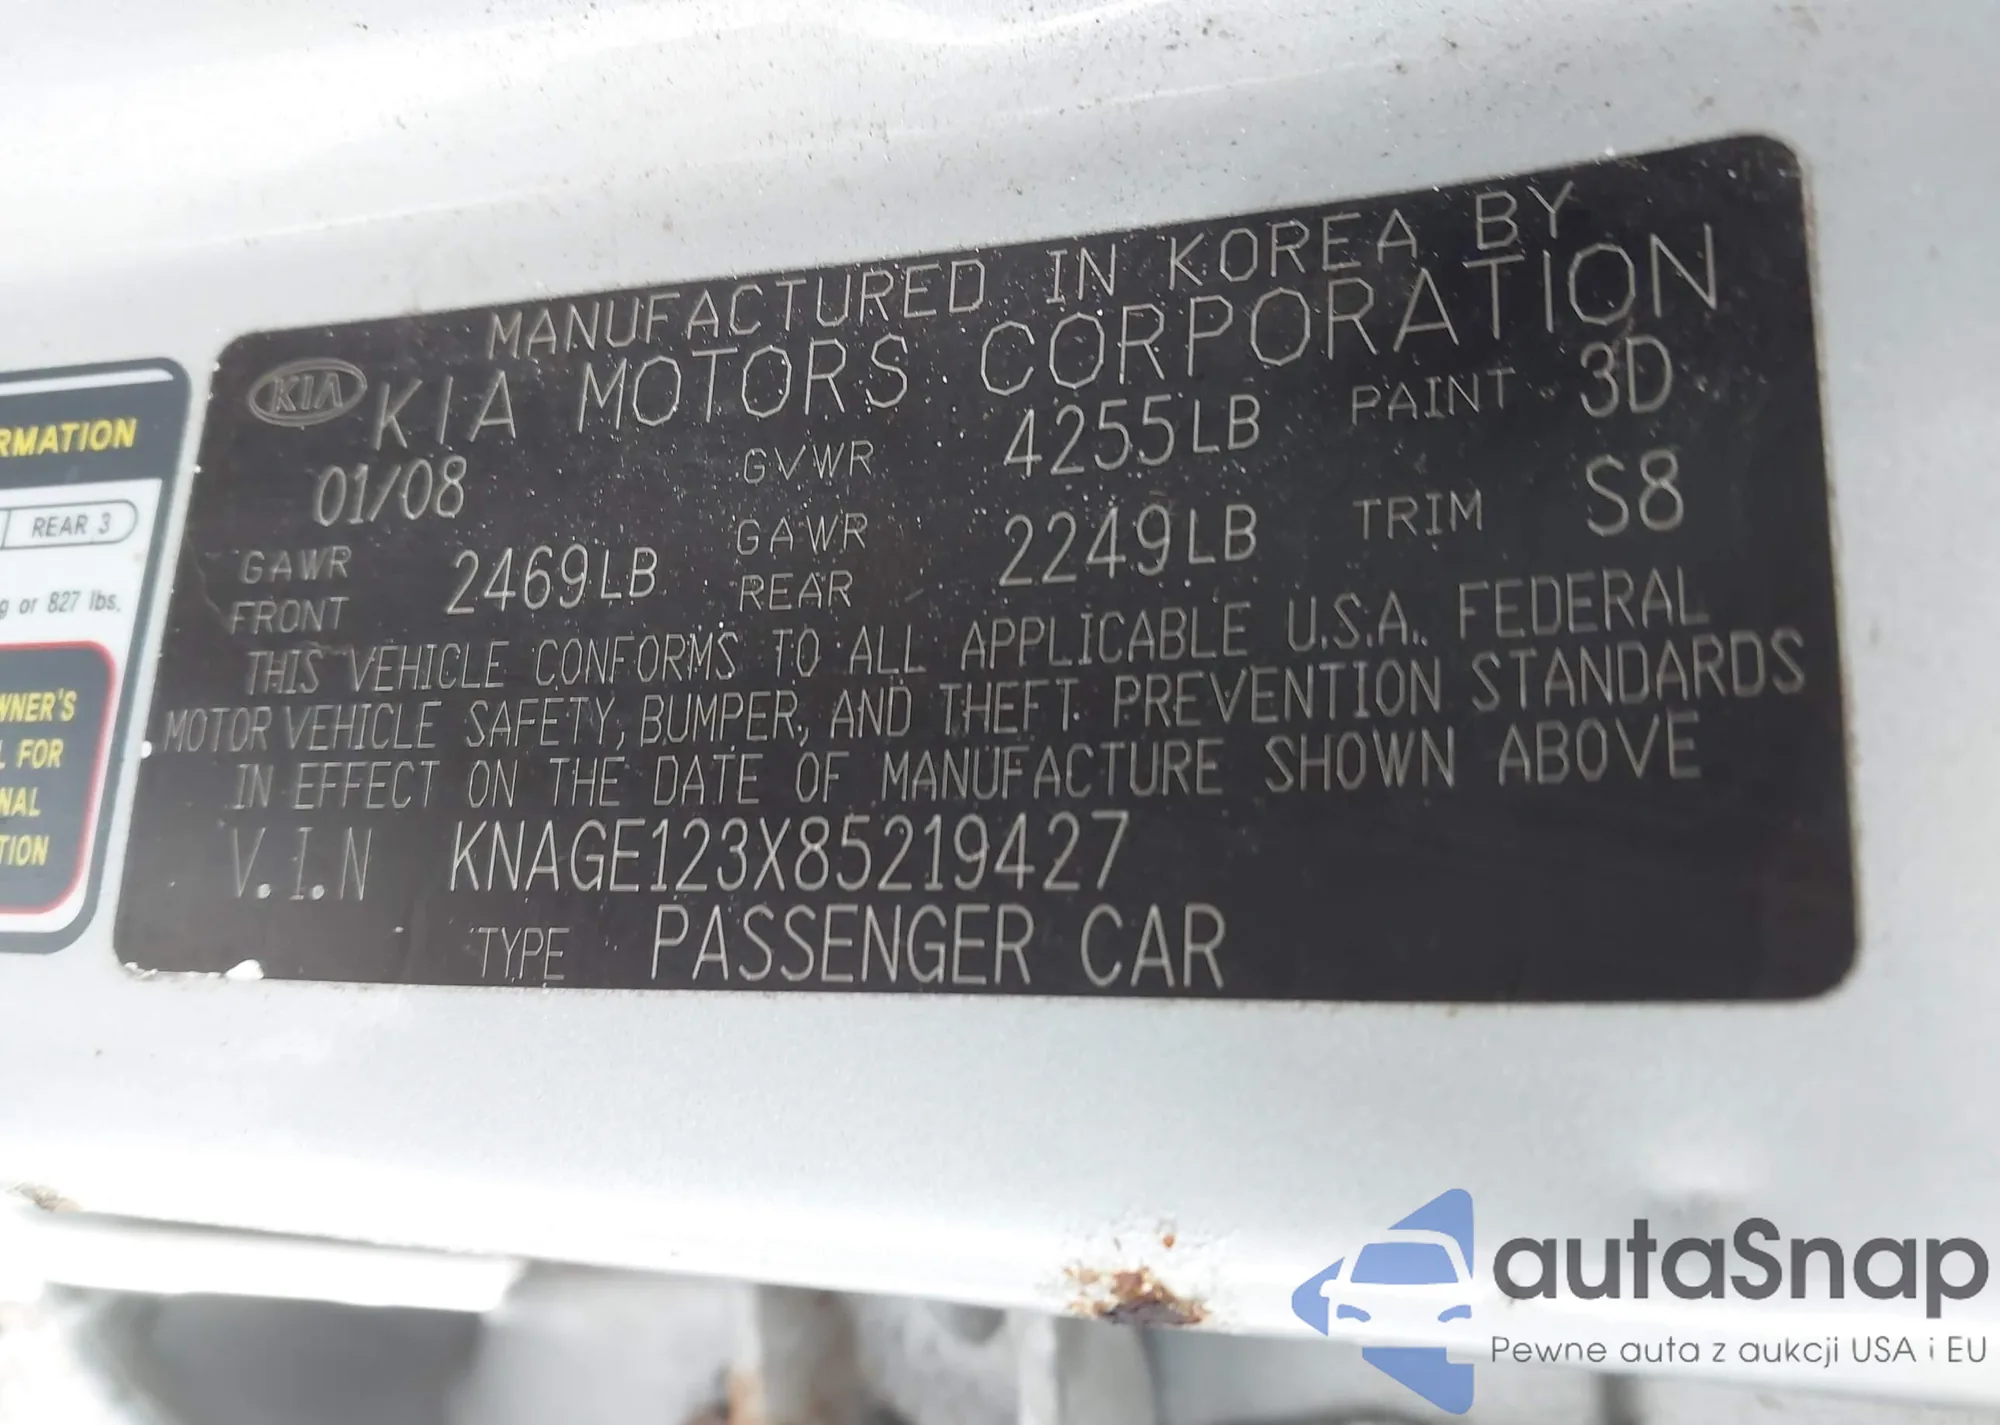 MANUFACTURED IN KOREA BY
KIA KIA MOTORS CORPORATION
01/08 GVWR 4255LB PAINT 3D
GAWR FRONT 2469LB GAWR REAR 2249LB TRIM S8
THIS VEHICLE CONFORMS TO ALL APPLICABLE U.S.A. FEDERAL
MOTOR VEHICLE SAFETY, BUMPER, AND THEFT PREVENTION STANDARDS
IN EFFECT ON THE DATE OF MANUFACTURE SHOWN ABOVE
V.I.N KNAGE123X85219427
TYPE PASSENGER CAR
RMATION
REAR 3
g or 827 lbs.
WNER'S
L FOR
NAL
TION
autaSnap
Pewne auta z aukcji USA i EU